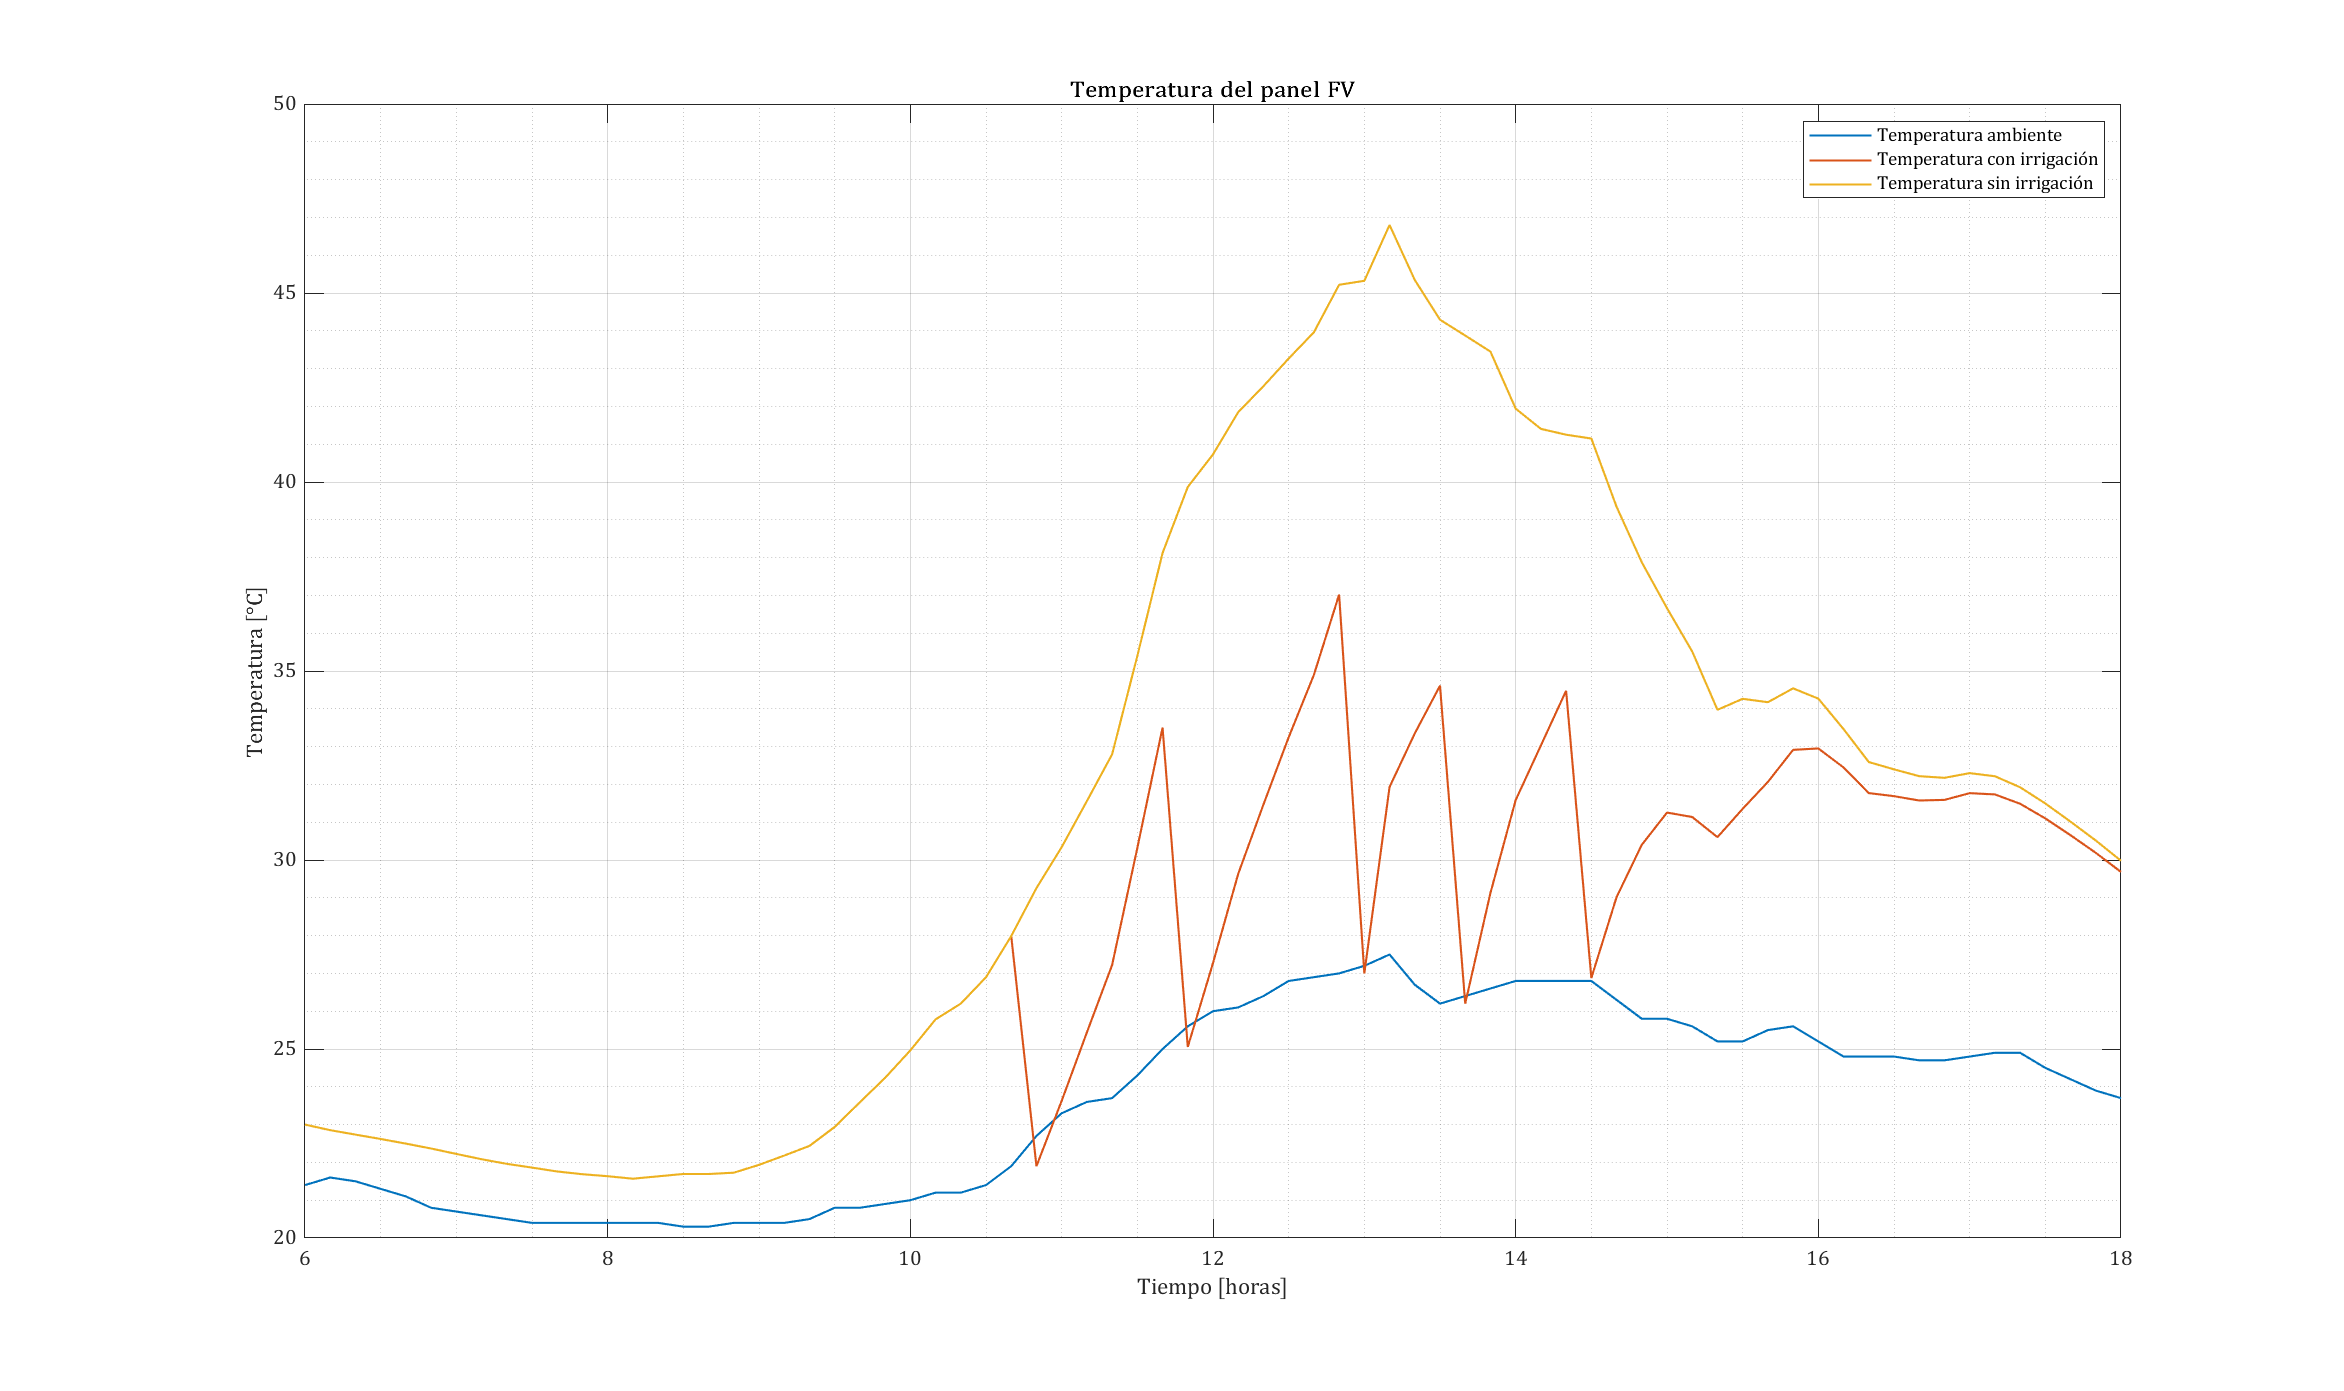 Temperatura del panel FV
50
45
40
35
30
25
20
Temperatura [°C]
Temperatura ambiente
Temperatura con irrigación
Temperatura sin irrigación
6 8 10 12 14 16 18
Tiempo [horas]